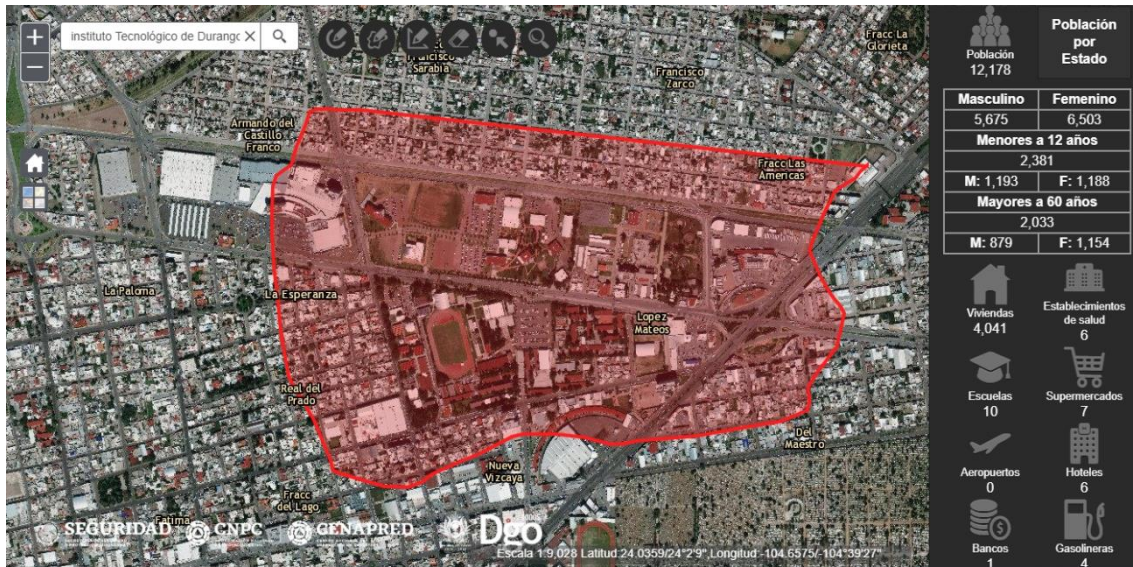 +
instituto Tecnológico de Durango
−
Francisco
Sarabia
Francisco
Zarco
Fracc La
Glorieta
Armando del
Castillo
Franco
Fracc Las
Americas
La Paloma
La Esperanza
Lopez
Mateos
Real del
Prado
Del
Maestro
Nueva
Vizcaya
Fracc
del Lago
Fatima
SEGURIDAD
CNPC
CENAPRED
Dgo
Escala 1:9,028 Latitud:24.0359/24°2'9",Longitud:-104.6575/-104°39'27"
Población
12,178
Población
por
Estado
Masculino Femenino
5,675 6,503
Menores a 12 años
2,381
M: 1,193 F: 1,188
Mayores a 60 años
2,033
M: 879 F: 1,154
Viviendas
4,041
Establecimientos
de salud
6
Escuelas
10
Supermercados
7
Aeropuertos
0
Hoteles
6
Bancos
1
Gasolineras
4